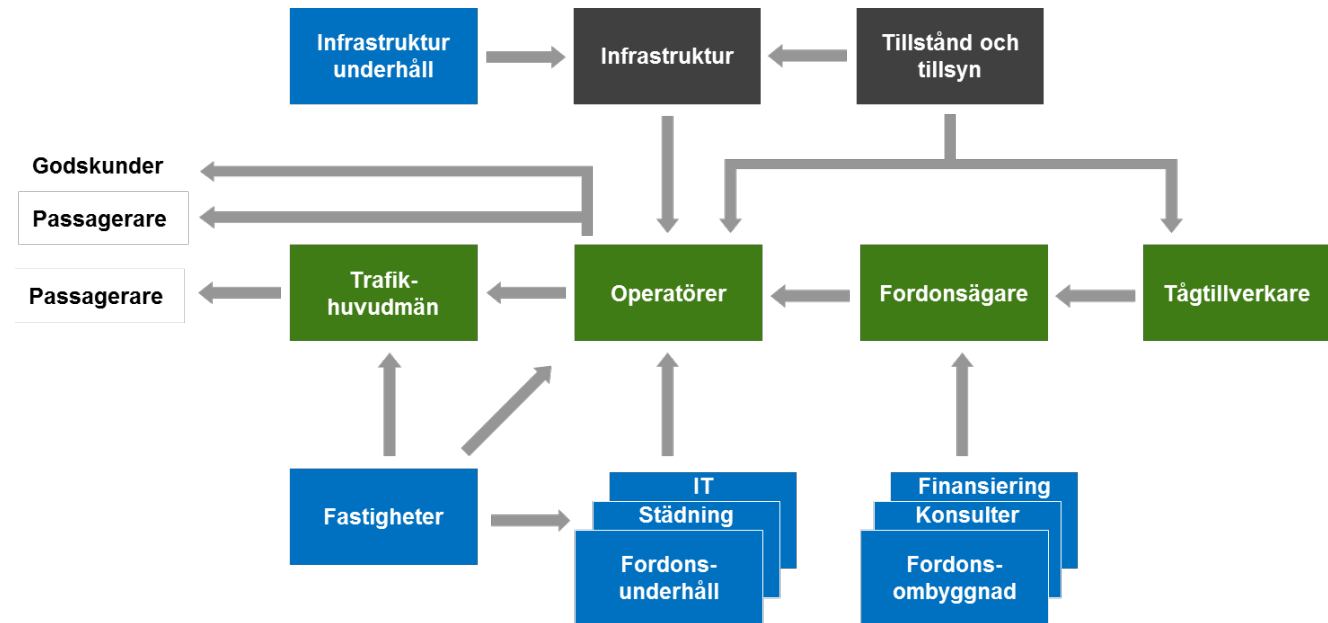 Infrastruktur
underhåll
Infrastruktur
Tillstånd och
tillsyn
Godskunder
Passagerare
Passagerare
Trafik-
huvudmän
Operatörer
Fordonsägare
Tågtillverkare
Fastigheter
IT
Städning
Fordons-
underhåll
Finansiering
Konsulter
Fordons-
ombyggnad